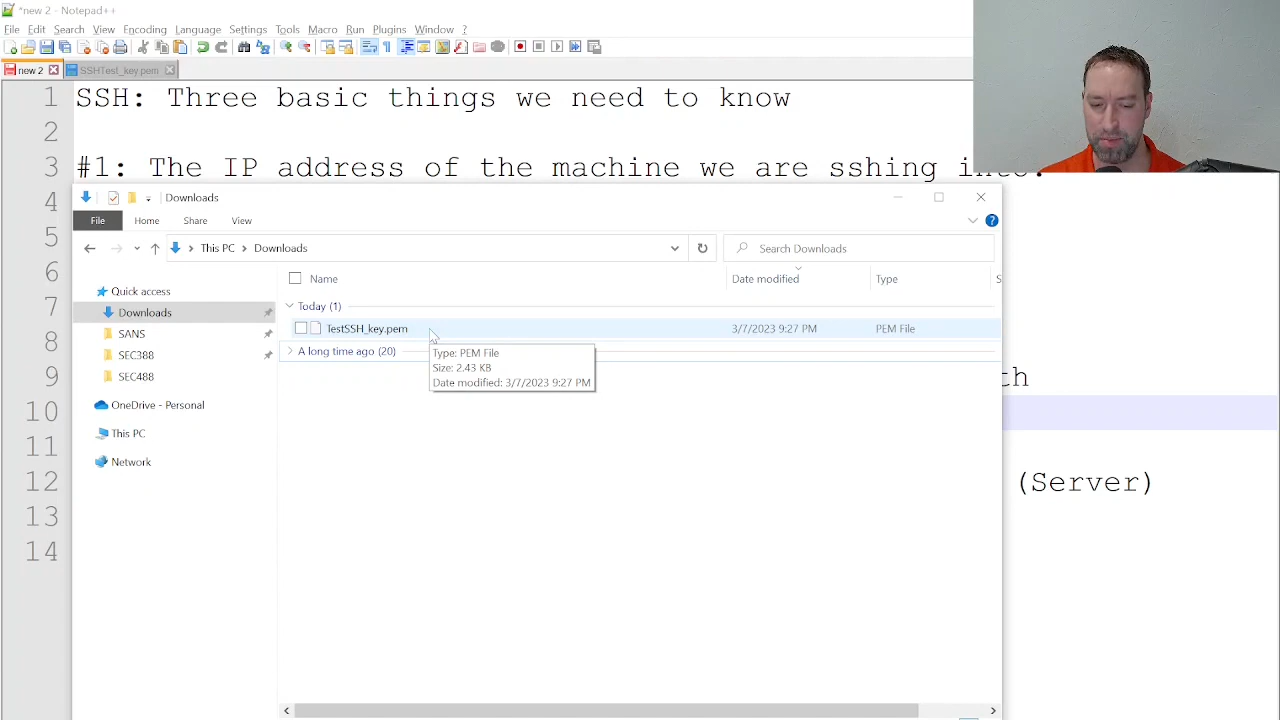 *new 2 - Notepad++
File Edit Search View Encoding Language Settings Tools Macro Run Plugins Window ?
new 2 SSHTest_key.pem
1 SSH: Three basic things we need to know
2
3 #1: The IP address of the machine we are sshing into.
4
5
6
7
8
9 th
10
11
12 (Server)
13
14
Downloads
File Home Share View
This PC > Downloads
Search Downloads
Name Date modified Type S
Quick access
Downloads
SANS
SEC388
SEC488
OneDrive - Personal
This PC
Network
Today (1)
TestSSH_key.pem 3/7/2023 9:27 PM PEM File
A long time ago (20)
Type: PEM File
Size: 2.43 KB
Date modified: 3/7/2023 9:27 PM